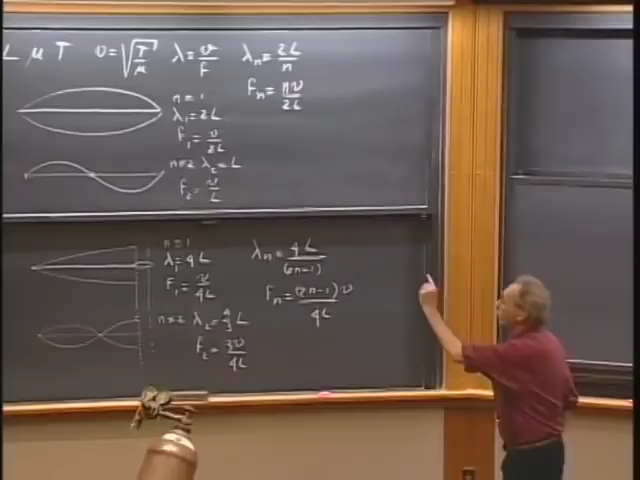 L μ T v = √(T/μ) λ = v/F λn = 2L/n
Fn = nv/2L
n = 1
λ1 = 2L
F1 = v/2L
n=2 λ2 = L
F2 = v/L
n = 1
λ1 = 4L
F1 = v/4L
n=2 λ2 = 4/3 L
F2 = 3v/4L
λn = 4L/(2n-1)
Fn = (2n-1)v/4L